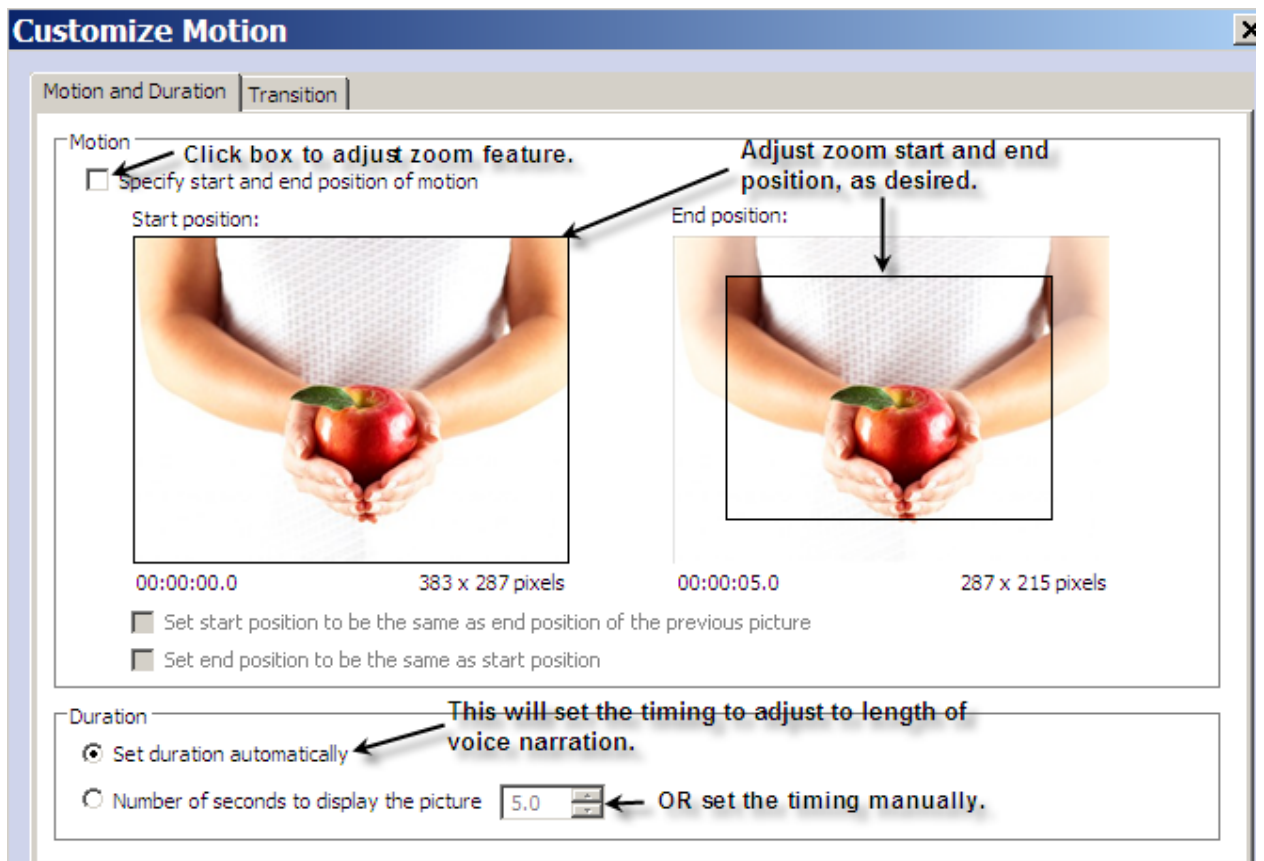 Customize Motion
Motion and Duration Transition
Motion
Click box to adjust zoom feature.
Adjust zoom start and end
position, as desired.
Specify start and end position of motion
Start position: End position:
00:00:00.0 383 x 287 pixels 00:00:05.0 287 x 215 pixels
Set start position to be the same as end position of the previous picture
Set end position to be the same as start position
Duration
This will set the timing to adjust to length of
voice narration.
Set duration automatically
Number of seconds to display the picture 5.0 OR set the timing manually.